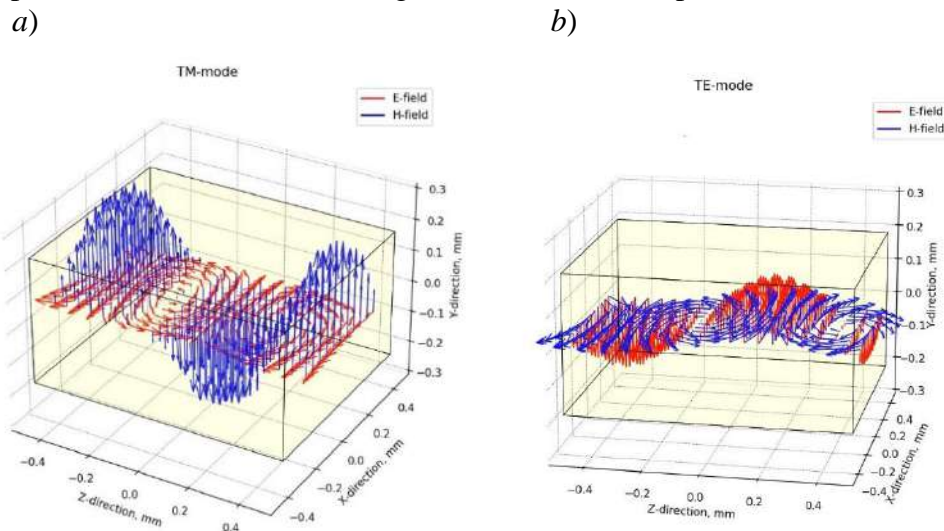 a) b)
TM-mode
E-field
H-field
0.3
0.2
0.1
0.0
−0.1
−0.2
−0.3
Y-direction, mm
0.4
0.2
0.0
−0.2
−0.4
X-direction, mm
−0.4
−0.2
0.0
0.2
0.4
Z-direction, mm
TE-mode
E-field
H-field
0.3
0.2
0.1
0.0
−0.1
−0.2
−0.3
Y-direction, mm
0.4
0.2
0.0
−0.2
−0.4
X-direction, mm
−0.4
−0.2
0.0
0.2
0.4
Z-direction, mm